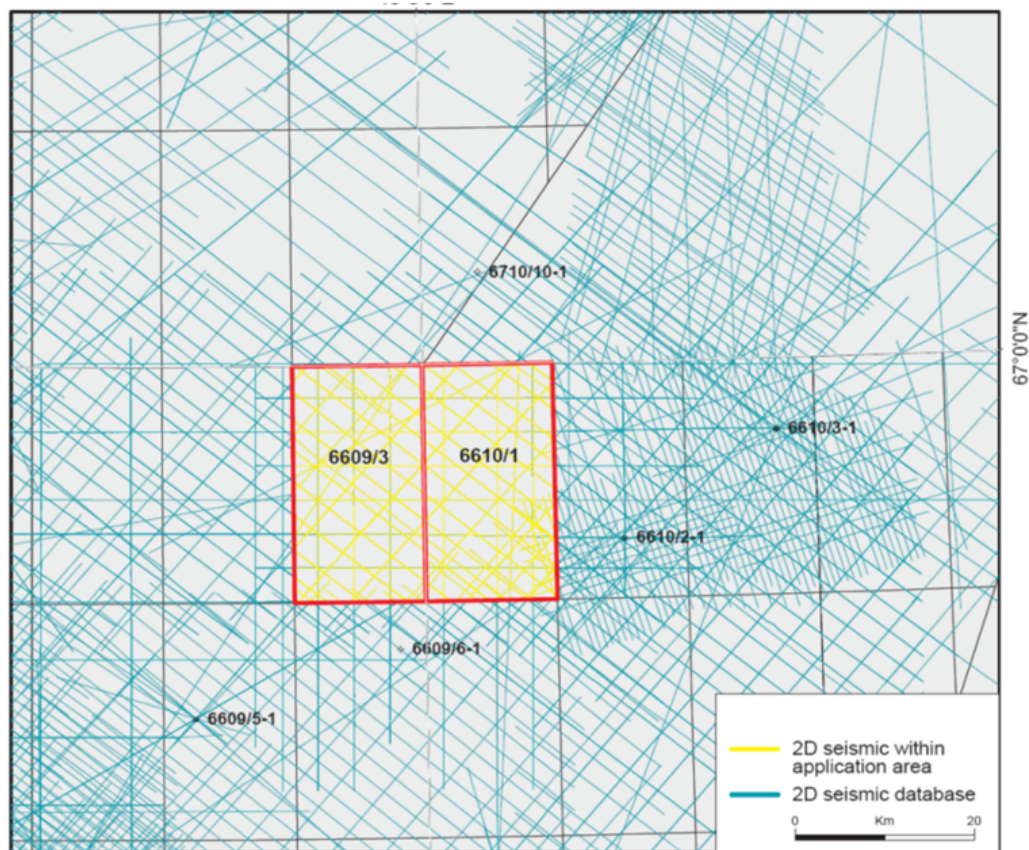 6710/10-1
67°0'0"N
6610/3-1
6609/3
6610/1
6610/2-1
6609/6-1
6609/5-1
2D seismic within
application area
2D seismic database
0 Km 20